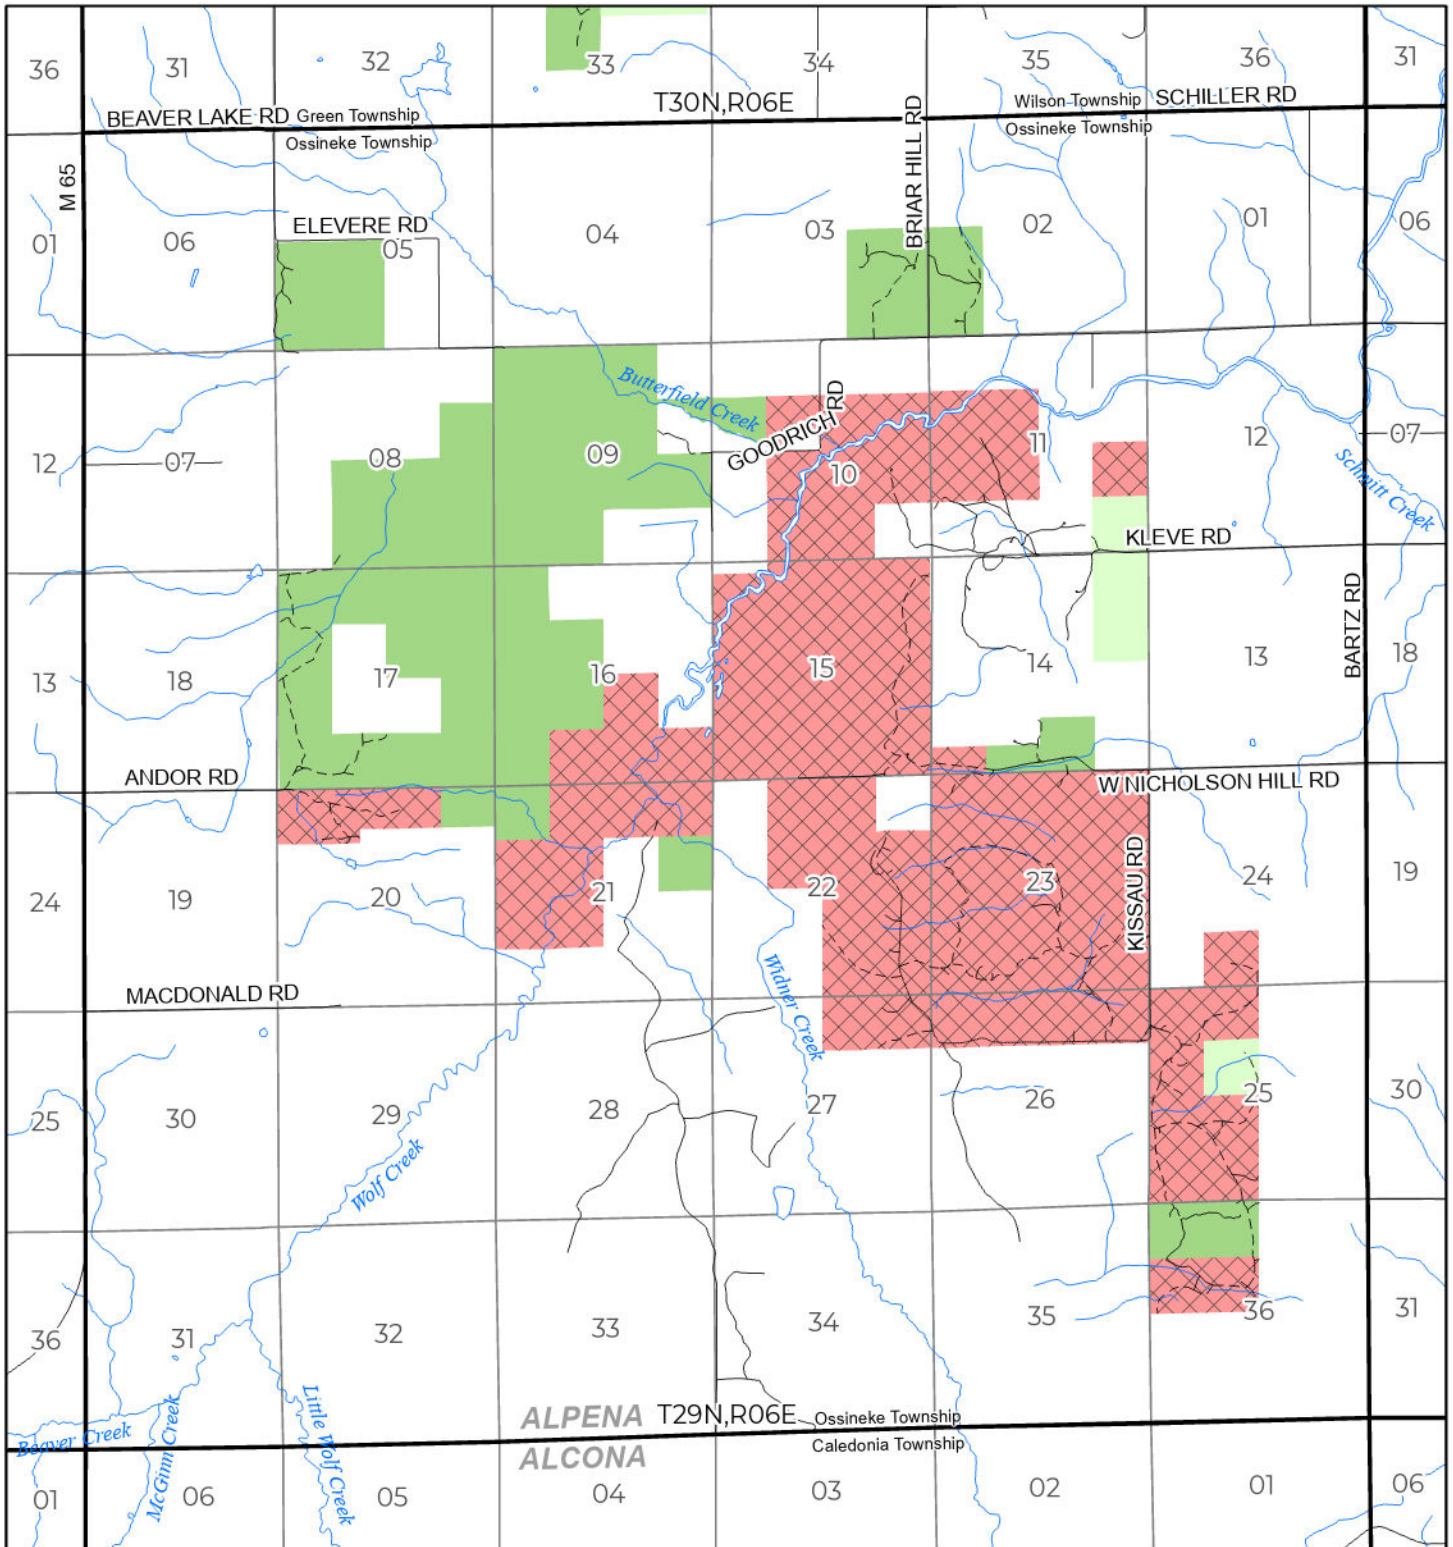 36
31
32
33
34
35
36
31
T30N,R06E
BEAVER LAKE RD
Green Township
Wilson Township
SCHILLER RD
Ossineke Township
Ossineke Township
M 65
BRIAR HILL RD
ELEVERE RD
01
06
05
04
03
02
01
06
Butterfield Creek
GOODRICH RD
12
07
08
09
10
11
12
07
Schmitt Creek
KLEVE RD
BARTZ RD
13
18
17
16
15
14
13
18
ANDOR RD
W NICHOLSON HILL RD
KISSAU RD
24
19
20
21
22
23
24
19
MACDONALD RD
Widner Creek
25
30
29
28
27
26
25
30
Wolf Creek
36
31
32
33
34
35
36
31
ALPENA
T29N,R06E
Ossineke Township
Beaver Creek
McGinn Creek
Little Wolf Creek
ALCONA
Caledonia Township
01
06
05
04
03
02
01
06